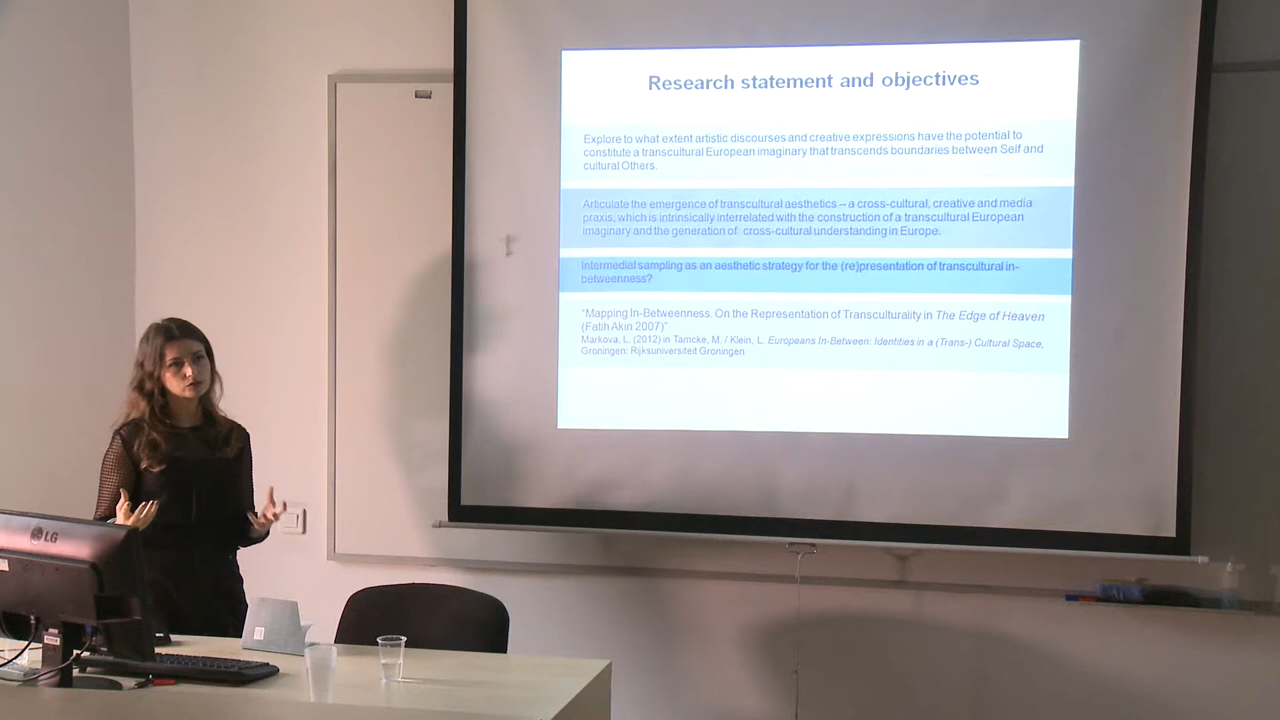 Research statement and objectives
Explore to what extent artistic discourses and creative expressions have the potential to
constitute a transcultural European imaginary that transcends boundaries between Self and
cultural Others.
Articulate the emergence of transcultural aesthetics – a cross-cultural, creative and media
praxis, which is intrinsically interrelated with the construction of a transcultural European
imaginary and the generation of cross-cultural understanding in Europe.
Intermedial sampling as an aesthetic strategy for the (re)presentation of transcultural in-
betweenness?
“Mapping In-Betweenness. On the Representation of Transculturality in The Edge of Heaven
(Fatih Akin 2007)”
Markova, L. (2012) in Tamcke, M. / Klein, L. Europeans In-Between: Identities in a (Trans-) Cultural Space,
Groningen: Rijksuniversiteit Groningen
LG